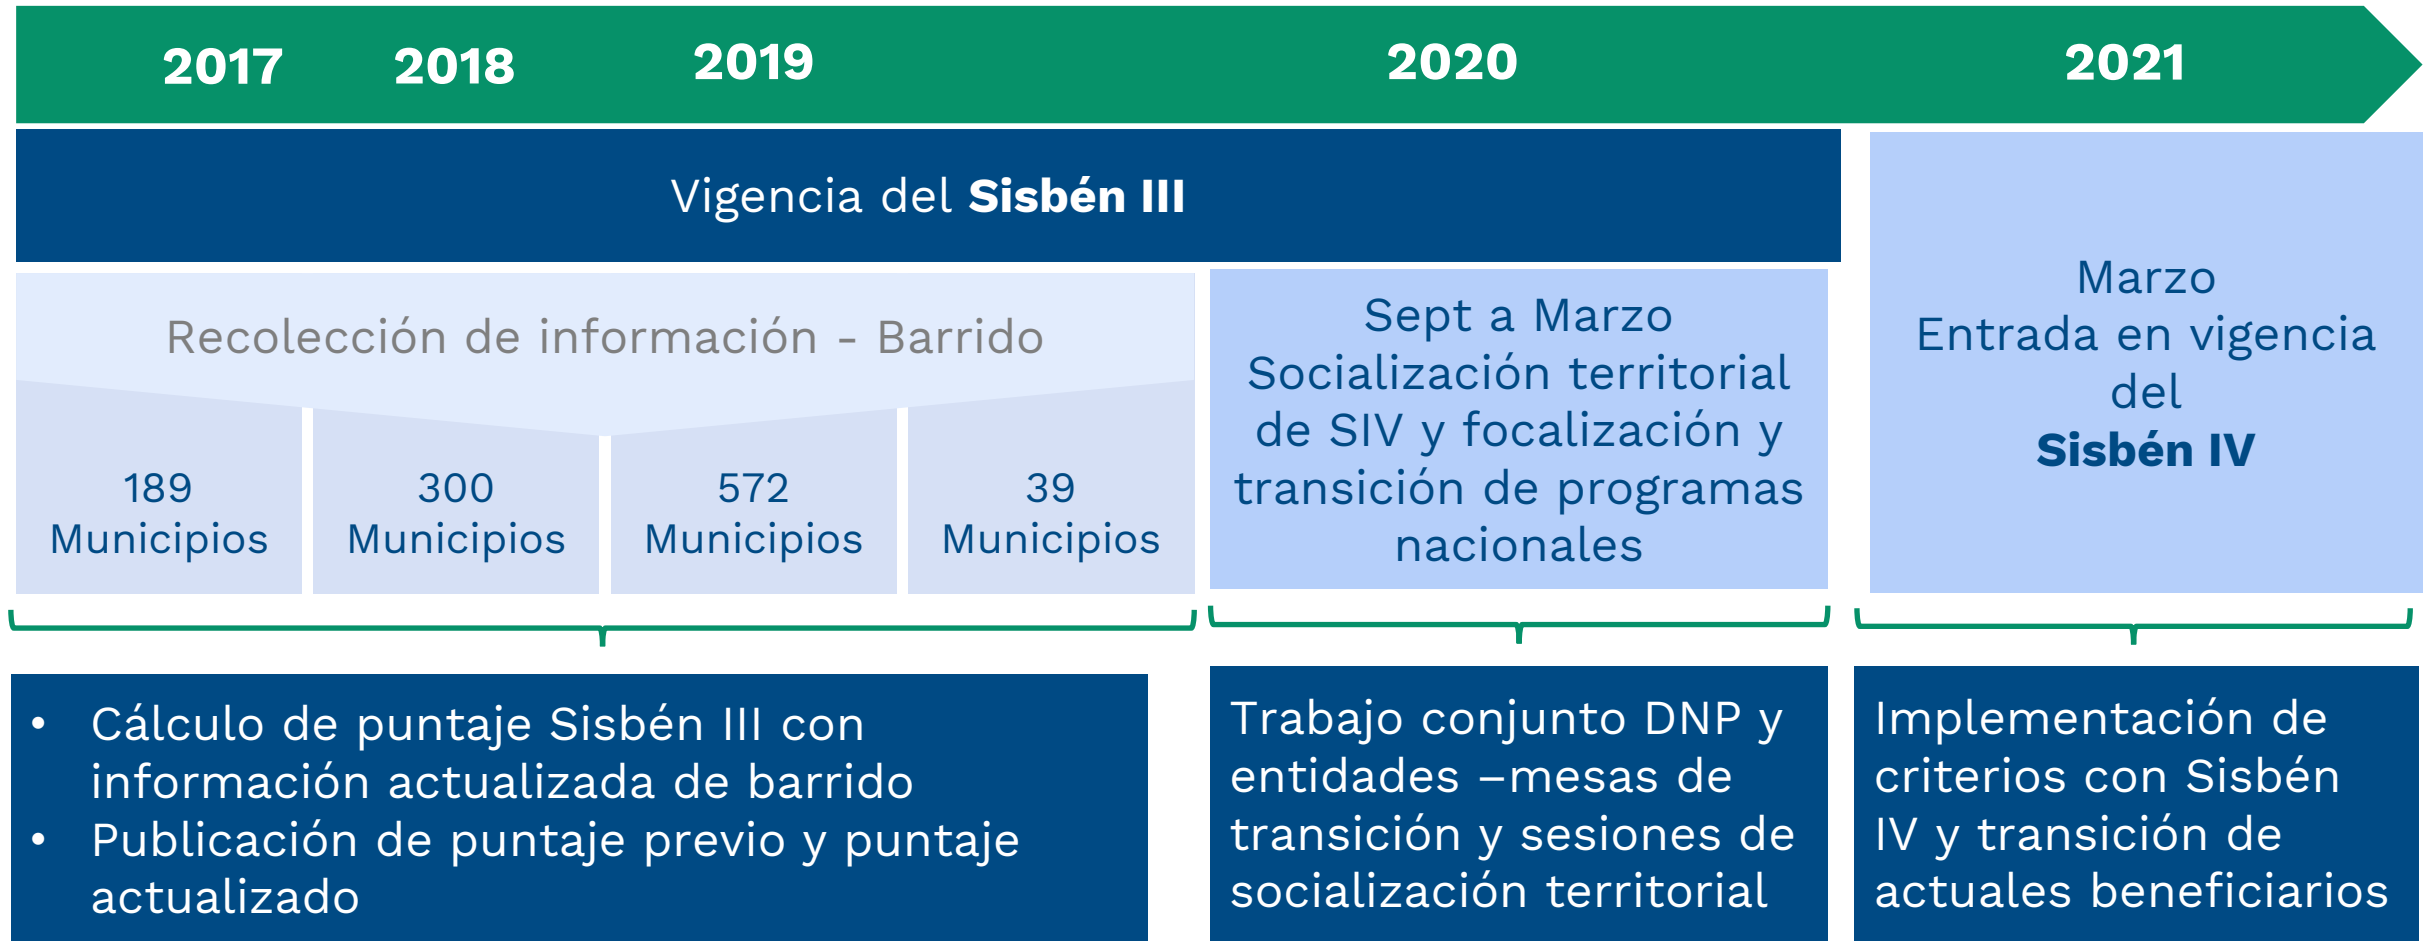 2017
2018
2019
2020
2021
Vigencia del Sisbén III
Recolección de información - Barrido
189
Municipios
300
Municipios
572
Municipios
39
Municipios
Sept a Marzo
Socialización territorial
de SIV y focalización y
transición de programas
nacionales
Marzo
Entrada en vigencia
del
Sisbén IV
• Cálculo de puntaje Sisbén III con
información actualizada de barrido
• Publicación de puntaje previo y puntaje
actualizado
Trabajo conjunto DNP y
entidades –mesas de
transición y sesiones de
socialización territorial
Implementación de
criterios con Sisbén
IV y transición de
actuales beneficiarios